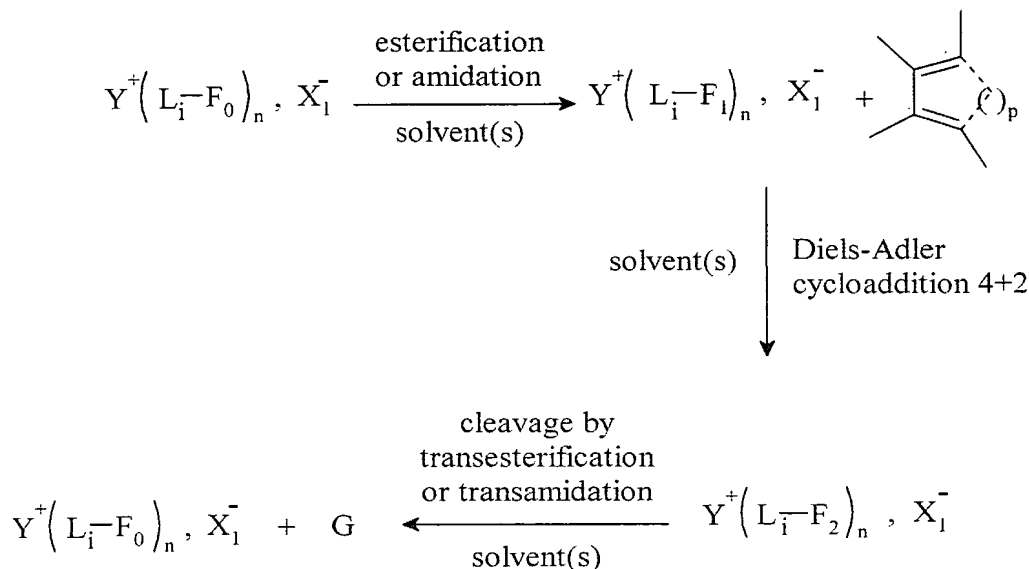 esterification
or amidation
Y⁺( Lᵢ—F₀ )ₙ , X₁⁻
solvent(s)
Y⁺( Lᵢ—F₁ )ₙ , X₁⁻ +
( )ₚ
solvent(s)
Diels-Adler
cycloaddition 4+2
cleavage by
transesterification
or transamidation
Y⁺( Lᵢ—F₀ )ₙ , X₁⁻ + G
solvent(s)
Y⁺( Lᵢ—F₂ )ₙ , X₁⁻